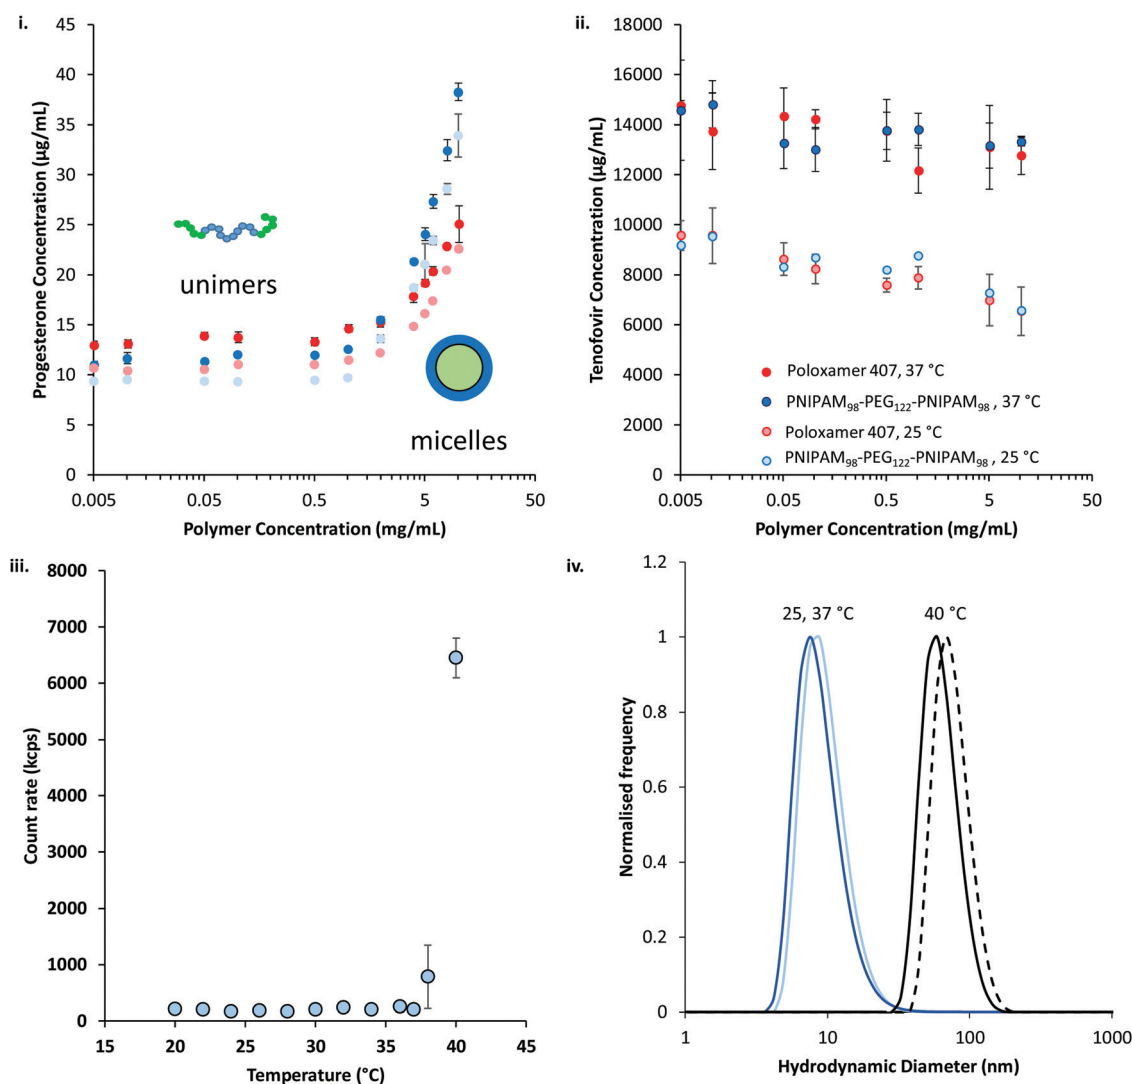 i.
45
40
35
30
25
20
15
10
5
0
Progesterone Concentration (µg/mL)
unimers
micelles
0.005
0.05
0.5
5
50
Polymer Concentration (mg/mL)
ii.
18000
16000
14000
12000
10000
8000
6000
4000
2000
0
Tenofovir Concentration (µg/mL)
Poloxamer 407, 37 °C
PNIPAM₉₈-PEG₁₂₂-PNIPAM₉₈ , 37 °C
Poloxamer 407, 25 °C
PNIPAM₉₈-PEG₁₂₂-PNIPAM₉₈ , 25 °C
0.005
0.05
0.5
5
50
Polymer Concentration (mg/mL)
iii.
8000
7000
6000
5000
4000
3000
2000
1000
0
Count rate (kcps)
15
20
25
30
35
40
45
Temperature (°C)
iv.
1.2
1
0.8
0.6
0.4
0.2
0
Normalised frequency
25, 37 °C
40 °C
1
10
100
1000
Hydrodynamic Diameter (nm)